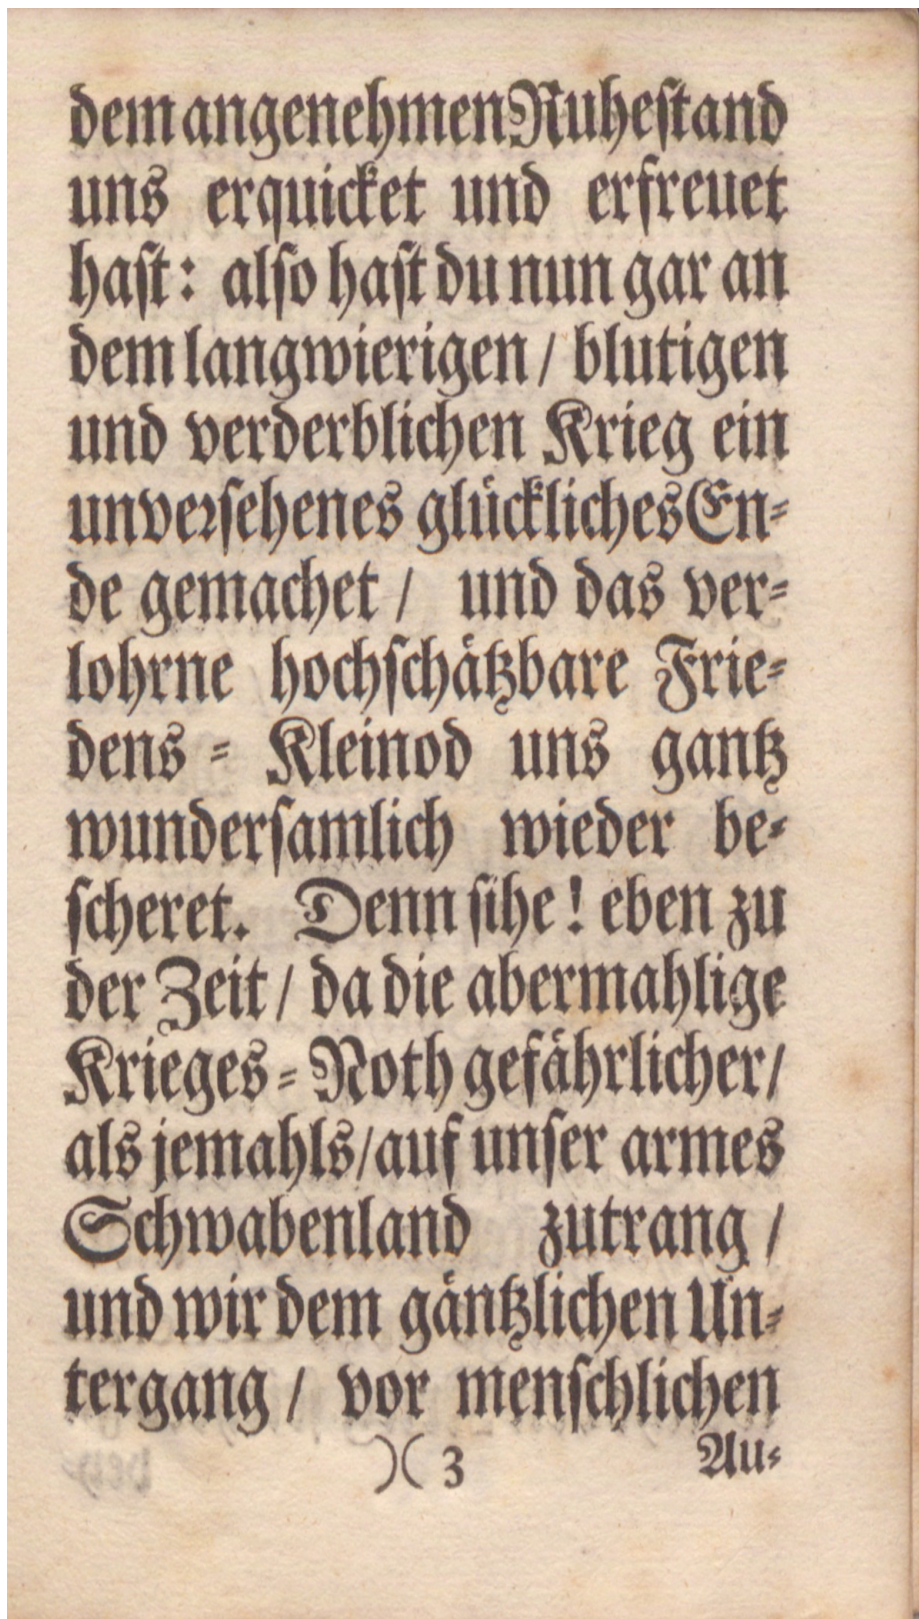 dem angenehmen Ruheſtand
uns erquicket und erfreuet
haſt: alſo haſt du nun gar an
dem langwierigen / blutigen
und verderblichen Krieg ein
unverſehenes glückliches En⸗
de gemachet / und das ver⸗
lohrne hochſchätzbare Frie⸗
dens ⸗ Kleinod uns gantz
wunderſamlich wieder be⸗
ſcheret. Denn ſihe! eben zu
der Zeit / da die abermahlige
Krieges ⸗ Noth gefährlicher /
als jemahls / auf unſer armes
Schwabenland zutrang /
und wir dem gäntzlichen Un⸗
tergang / vor menſchlichen
)( 3 Au⸗